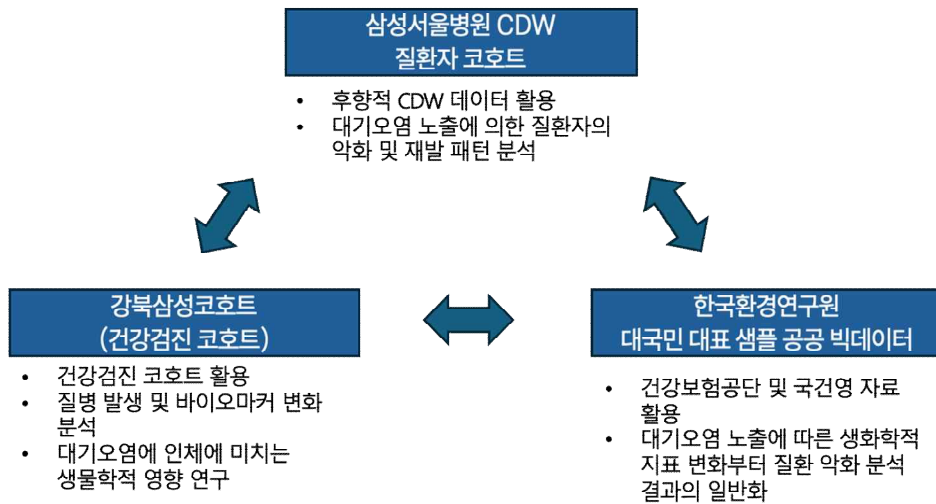 삼성서울병원 CDW
질환자 코호트
• 후향적 CDW 데이터 활용
• 대기오염 노출에 의한 질환자의
악화 및 재발 패턴 분석
강북삼성코호트
(건강검진 코호트)
• 건강검진 코호트 활용
• 질병 발생 및 바이오마커 변화
분석
• 대기오염에 인체에 미치는
생물학적 영향 연구
한국환경연구원
대국민 대표 샘플 공공 빅데이터
• 건강보험공단 및 국건영 자료
활용
• 대기오염 노출에 따른 생화학적
지표 변화부터 질환 악화 분석
결과의 일반화